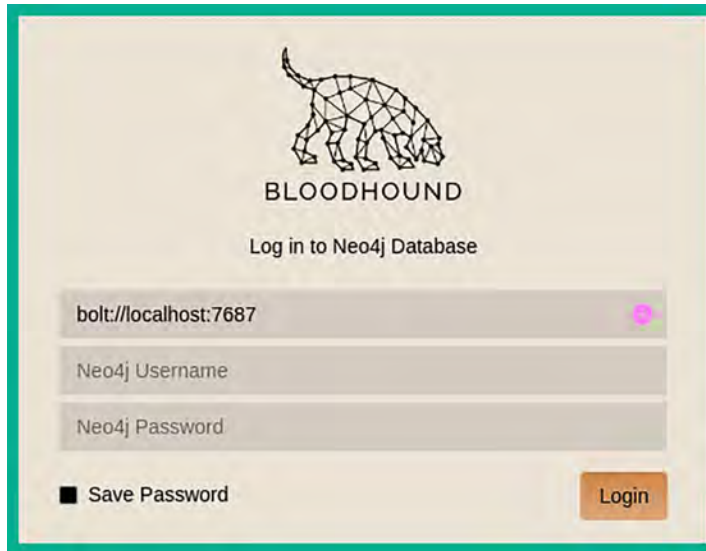 BLOODHOUND
Log in to Neo4j Database
bolt://localhost:7687
Neo4j Username
Neo4j Password
Save Password
Login